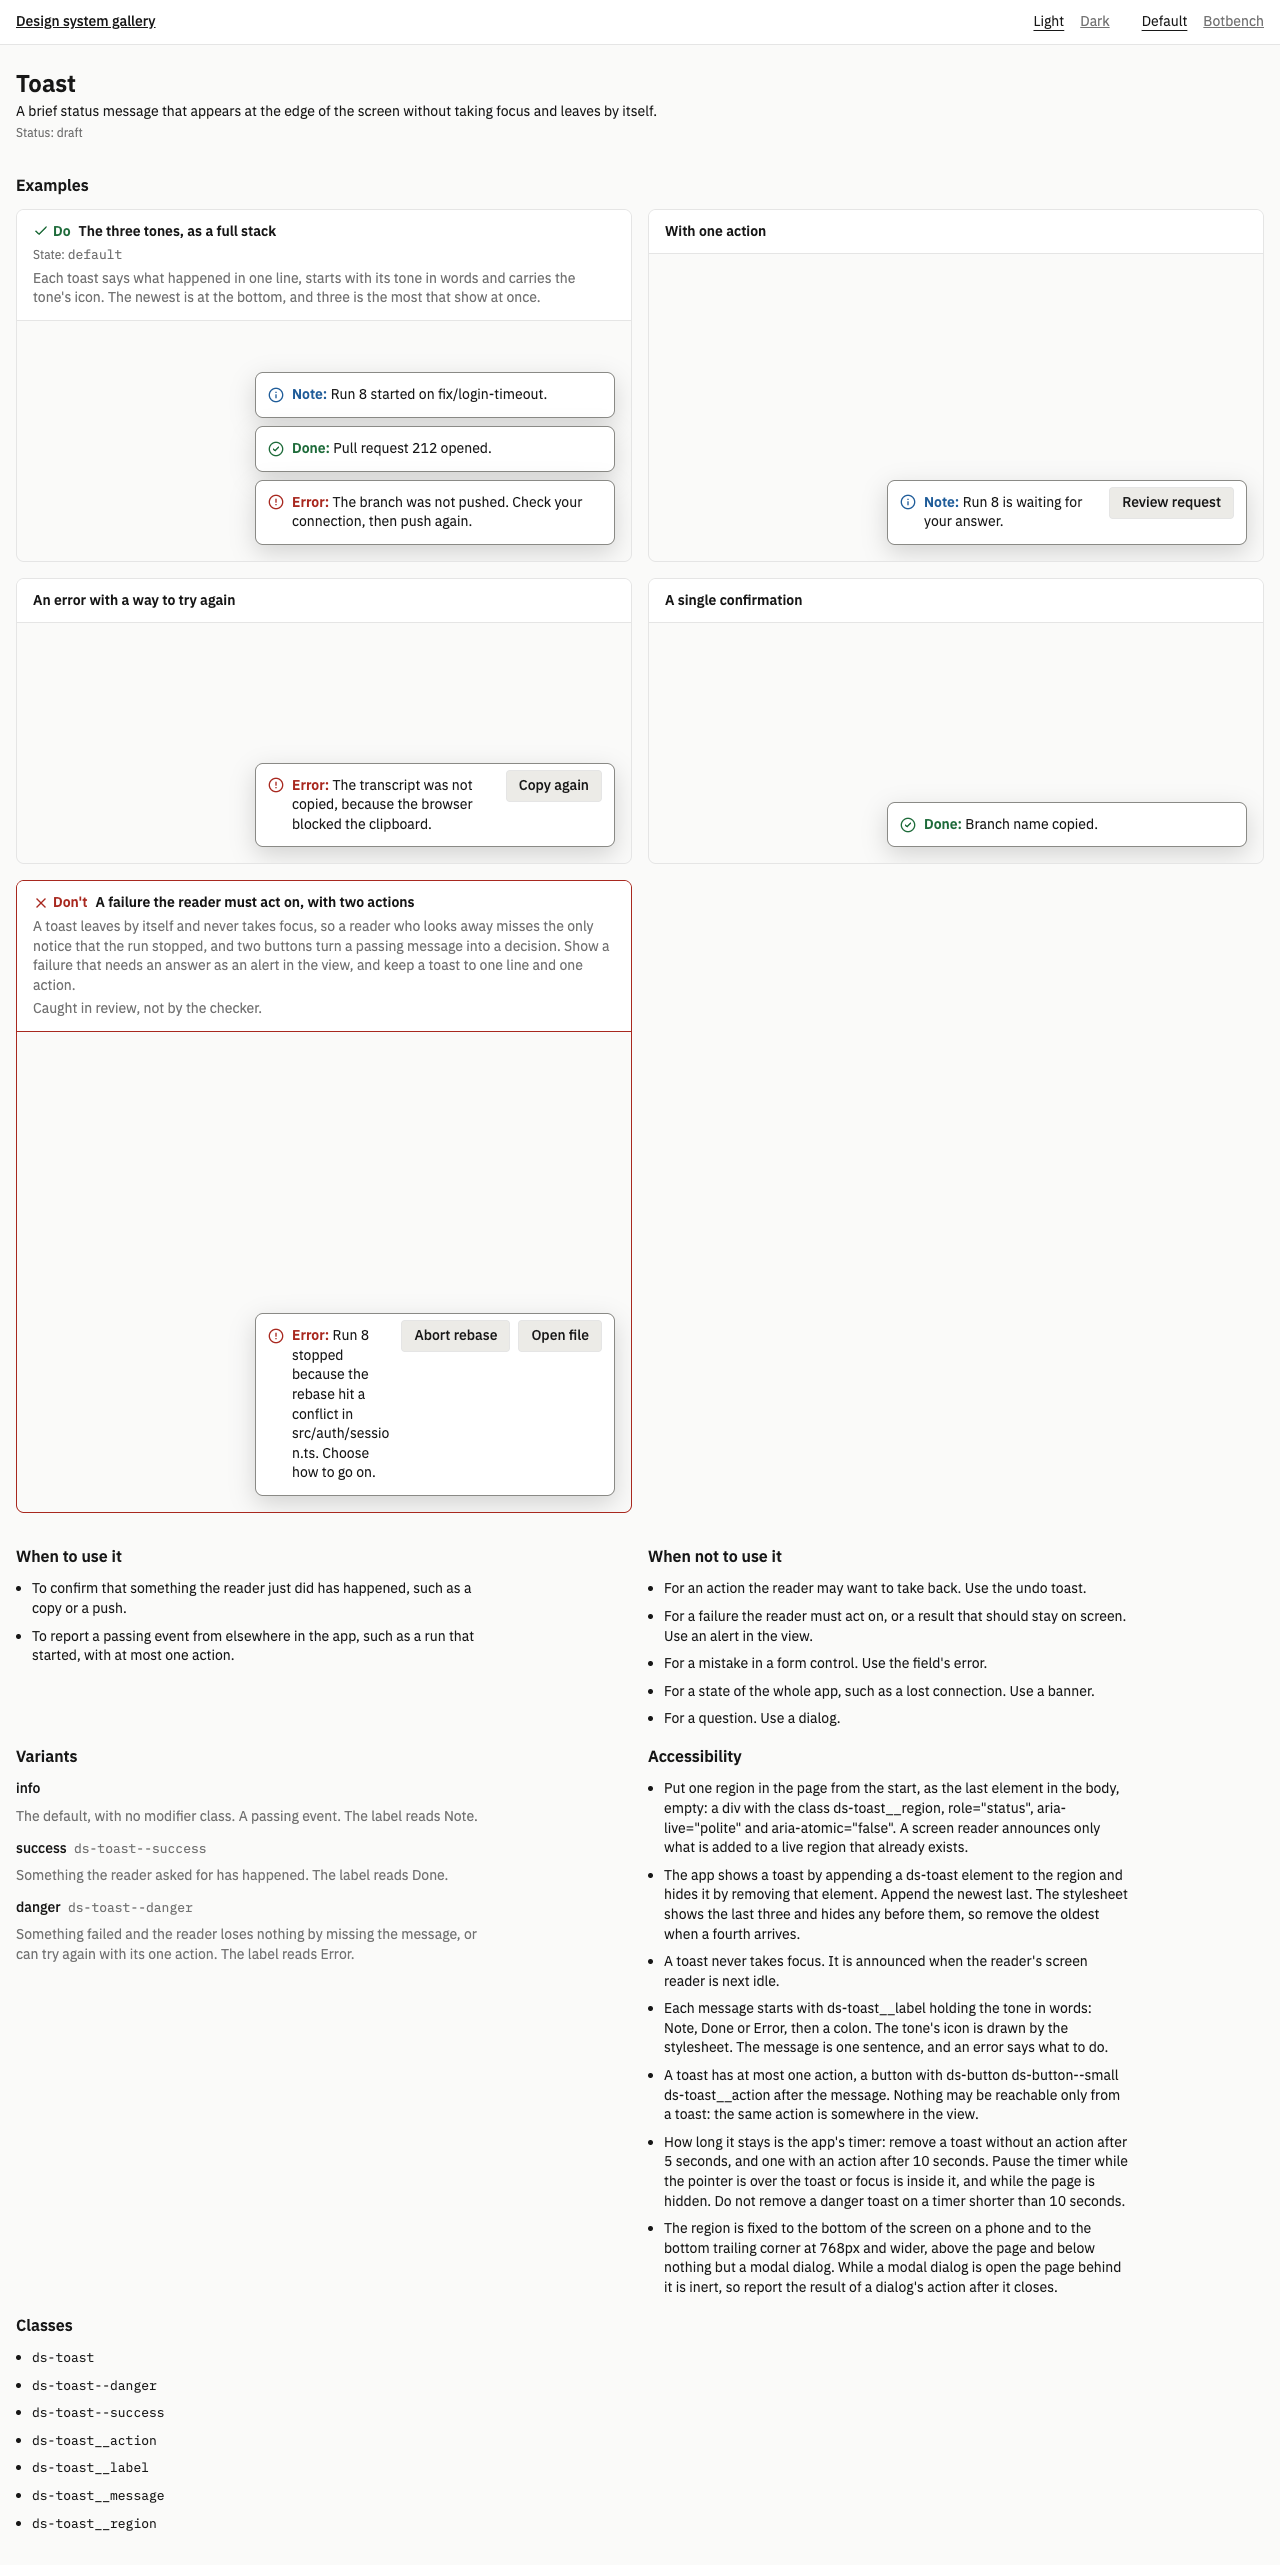 Design system gallery
Light Dark Default Botbench
Toast
A brief status message that appears at the edge of the screen without taking focus and leaves by itself.
Status: draft
Examples
Do The three tones, as a full stack
State: default
Each toast says what happened in one line, starts with its tone in words and carries the
tone's icon. The newest is at the bottom, and three is the most that show at once.
Note: Run 8 started on fix/login-timeout.
Done: Pull request 212 opened.
Error: The branch was not pushed. Check your
connection, then push again.
With one action
Note: Run 8 is waiting for
your answer.
Review request
An error with a way to try again
Error: The transcript was not
copied, because the browser
blocked the clipboard.
Copy again
A single confirmation
Done: Branch name copied.
Don't A failure the reader must act on, with two actions
A toast leaves by itself and never takes focus, so a reader who looks away misses the only
notice that the run stopped, and two buttons turn a passing message into a decision. Show a
failure that needs an answer as an alert in the view, and keep a toast to one line and one
action.
Caught in review, not by the checker.
Error: Run 8
stopped
because the
rebase hit a
conflict in
src/auth/sessio
n.ts. Choose
how to go on.
Abort rebase
Open file
When to use it
To confirm that something the reader just did has happened, such as a
copy or a push.
To report a passing event from elsewhere in the app, such as a run that
started, with at most one action.
When not to use it
For an action the reader may want to take back. Use the undo toast.
For a failure the reader must act on, or a result that should stay on screen.
Use an alert in the view.
For a mistake in a form control. Use the field's error.
For a state of the whole app, such as a lost connection. Use a banner.
For a question. Use a dialog.
Variants
info
The default, with no modifier class. A passing event. The label reads Note.
success ds-toast--success
Something the reader asked for has happened. The label reads Done.
danger ds-toast--danger
Something failed and the reader loses nothing by missing the message, or
can try again with its one action. The label reads Error.
Accessibility
Put one region in the page from the start, as the last element in the body,
empty: a div with the class ds-toast__region, role="status", aria-
live="polite" and aria-atomic="false". A screen reader announces only
what is added to a live region that already exists.
The app shows a toast by appending a ds-toast element to the region and
hides it by removing that element. Append the newest last. The stylesheet
shows the last three and hides any before them, so remove the oldest
when a fourth arrives.
A toast never takes focus. It is announced when the reader's screen
reader is next idle.
Each message starts with ds-toast__label holding the tone in words:
Note, Done or Error, then a colon. The tone's icon is drawn by the
stylesheet. The message is one sentence, and an error says what to do.
A toast has at most one action, a button with ds-button ds-button--small
ds-toast__action after the message. Nothing may be reachable only from
a toast: the same action is somewhere in the view.
How long it stays is the app's timer: remove a toast without an action after
5 seconds, and one with an action after 10 seconds. Pause the timer while
the pointer is over the toast or focus is inside it, and while the page is
hidden. Do not remove a danger toast on a timer shorter than 10 seconds.
The region is fixed to the bottom of the screen on a phone and to the
bottom trailing corner at 768px and wider, above the page and below
nothing but a modal dialog. While a modal dialog is open the page behind
it is inert, so report the result of a dialog's action after it closes.
Classes
ds-toast
ds-toast--danger
ds-toast--success
ds-toast__action
ds-toast__label
ds-toast__message
ds-toast__region